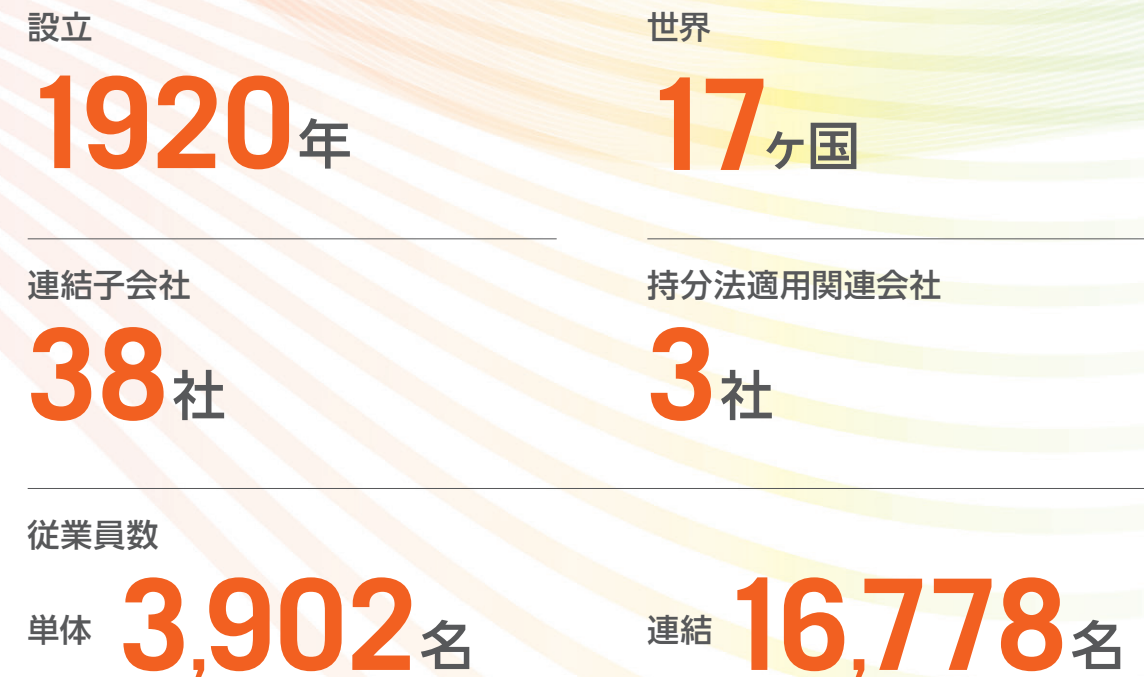 設立
1920年
世界
17ヶ国
連結子会社
38社
持分法適用関連会社
3社
従業員数
単体 3,902名
連結 16,778名